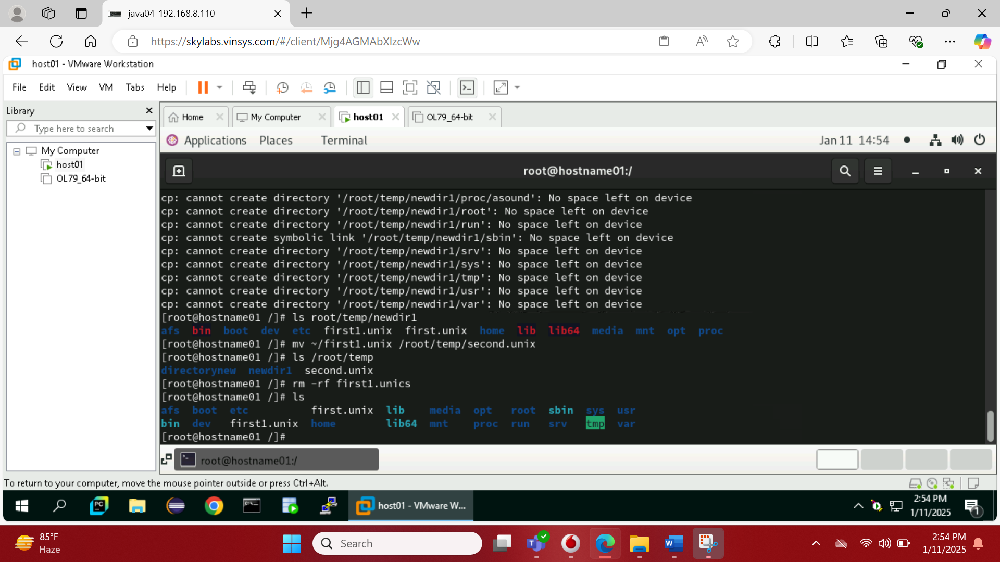 java04-192.168.8.110
https://skylabs.vinsys.com/#/client/Mjg4AGMAbXlzcWw
host01 - VMware Workstation
File Edit View VM Tabs Help
Library
Type here to search
My Computer
host01
OL79_64-bit
Home My Computer host01 OL79_64-bit
Applications Places Terminal Jan 11 14:54
root@hostname01:/
cp: cannot create directory '/root/temp/newdir1/proc/asound': No space left on device
cp: cannot create directory '/root/temp/newdir1/root': No space left on device
cp: cannot create directory '/root/temp/newdir1/run': No space left on device
cp: cannot create symbolic link '/root/temp/newdir1/sbin': No space left on device
cp: cannot create directory '/root/temp/newdir1/srv': No space left on device
cp: cannot create directory '/root/temp/newdir1/sys': No space left on device
cp: cannot create directory '/root/temp/newdir1/tmp': No space left on device
cp: cannot create directory '/root/temp/newdir1/usr': No space left on device
cp: cannot create directory '/root/temp/newdir1/var': No space left on device
[root@hostname01 /]# ls root/temp/newdir1
afs bin boot dev etc first1.unix first.unix home lib lib64 media mnt opt proc
[root@hostname01 /]# mv ~/first1.unix /root/temp/second.unix
[root@hostname01 /]# ls /root/temp
directorynew newdir1 second.unix
[root@hostname01 /]# rm -rf first1.unics
[root@hostname01 /]# ls
afs boot etc first.unix lib media opt root sbin sys usr
bin dev first1.unix home lib64 mnt proc run srv tmp var
[root@hostname01 /]#
root@hostname01:/
To return to your computer, move the mouse pointer outside or press Ctrl+Alt.
host01 - VMware W...
2:54 PM
1/11/2025
1
85°F
Haze
Search
2:54 PM
1/11/2025